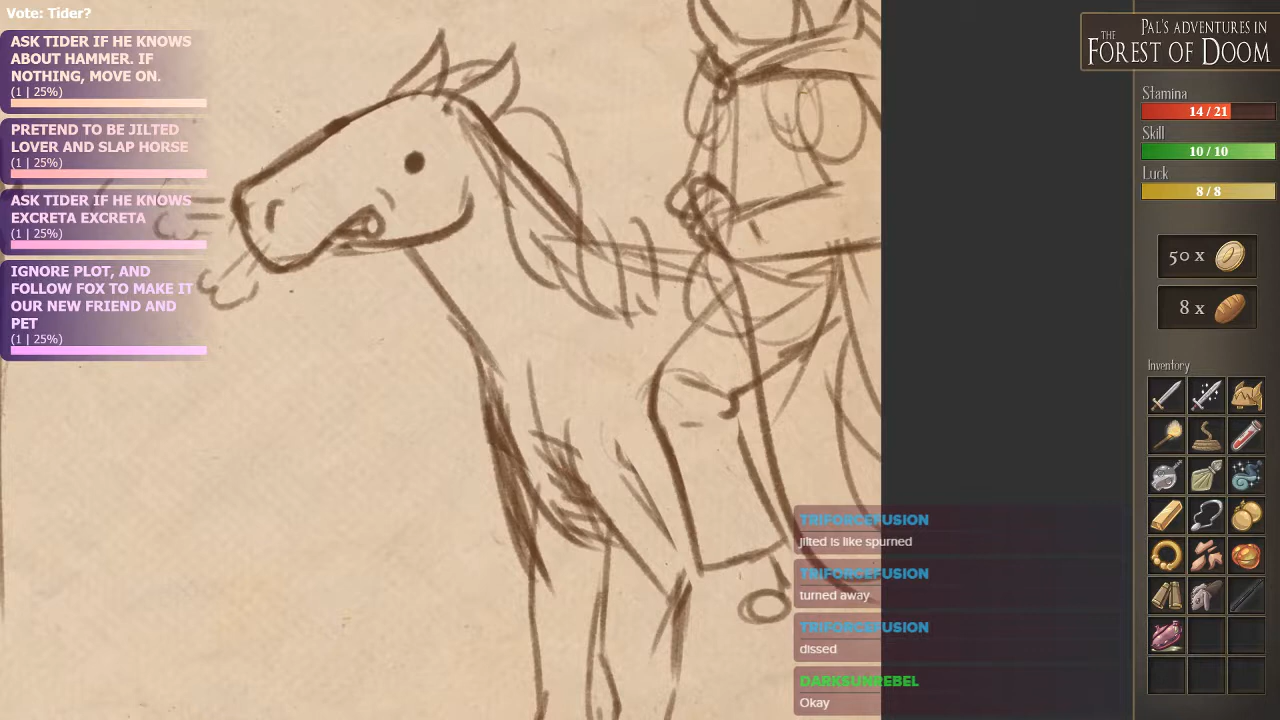 Vote: Tider?
ASK TIDER IF HE KNOWS
ABOUT HAMMER. IF
NOTHING, MOVE ON.
(1 | 25%)
PRETEND TO BE JILTED
LOVER AND SLAP HORSE
(1 | 25%)
ASK TIDER IF HE KNOWS
EXCRETA EXCRETA
(1 | 25%)
IGNORE PLOT, AND
FOLLOW FOX TO MAKE IT
OUR NEW FRIEND AND
PET
(1 | 25%)
PAL'S ADVENTURES IN
THE FOREST OF DOOM
Stamina
14 / 21
Skill
10 / 10
Luck
8 / 8
50 x
8 x
Inventory
TRIFORCEFUSION
jilted is like spurned
TRIFORCEFUSION
turned away
TRIFORCEFUSION
dissed
DARKSUNREBEL
Okay